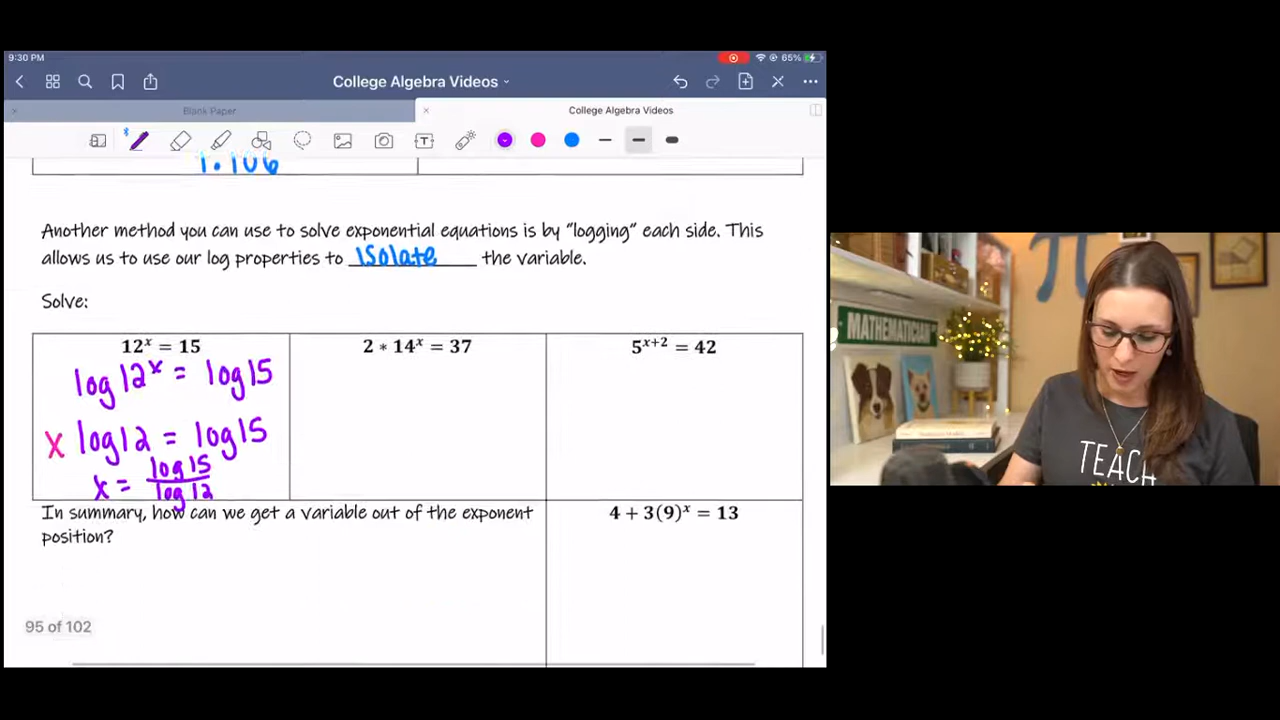 9:30 PM
65%
College Algebra Videos
Blank Paper
College Algebra Videos
1.106
Another method you can use to solve exponential equations is by "logging" each side. This
allows us to use our log properties to isolate the variable.
Solve:
12^x = 15
log 12^x = log 15
x log 12 = log 15
x = log 15 / log 12
2 * 14^x = 37
5^{x+2} = 42
In summary, how can we get a variable out of the exponent
position?
4 + 3(9)^x = 13
95 of 102
MATHEMATICIAN
TEACH